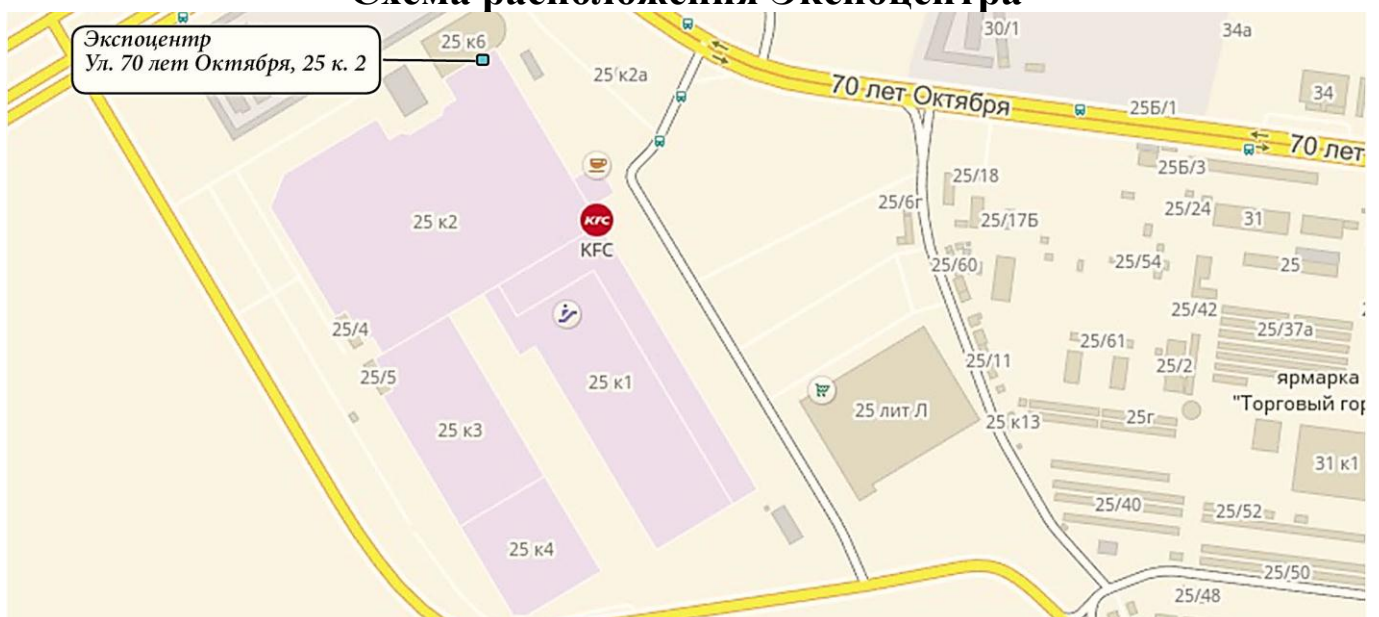 Схема расположения Экспоцентра
Экспоцентр
Ул. 70 лет Октября, 25 к. 2
25 к6
30/1
34а
25 к2а
70 лет Октября
34
25Б/1
70 лет
25Б/3
25/18
25/6г
25/24
31
25 к2
25/17Б
KFC
KFC
25/60
25/54
25
25/42
25/4
25/37а
25/61
25/11
25/2
25/5
25 к1
ярмарка
"Торговый гор
25 лит Л
25г
25 к13
25 к3
31 к1
25/40
25/52
25 к4
25/50
25/48